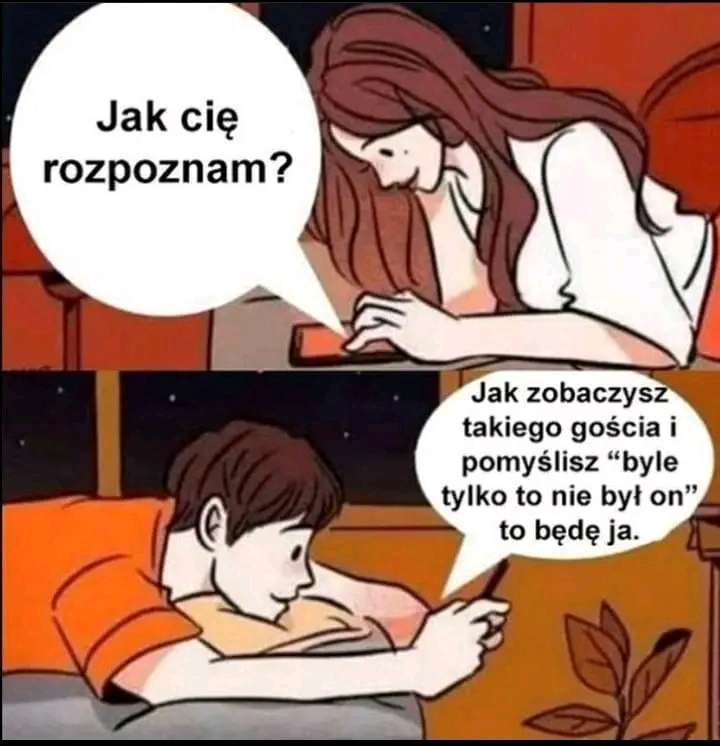 Jak cię
rozpoznam?
Jak zobaczysz
takiego gościa i
pomyślisz “byle
tylko to nie był on”
to będę ja.